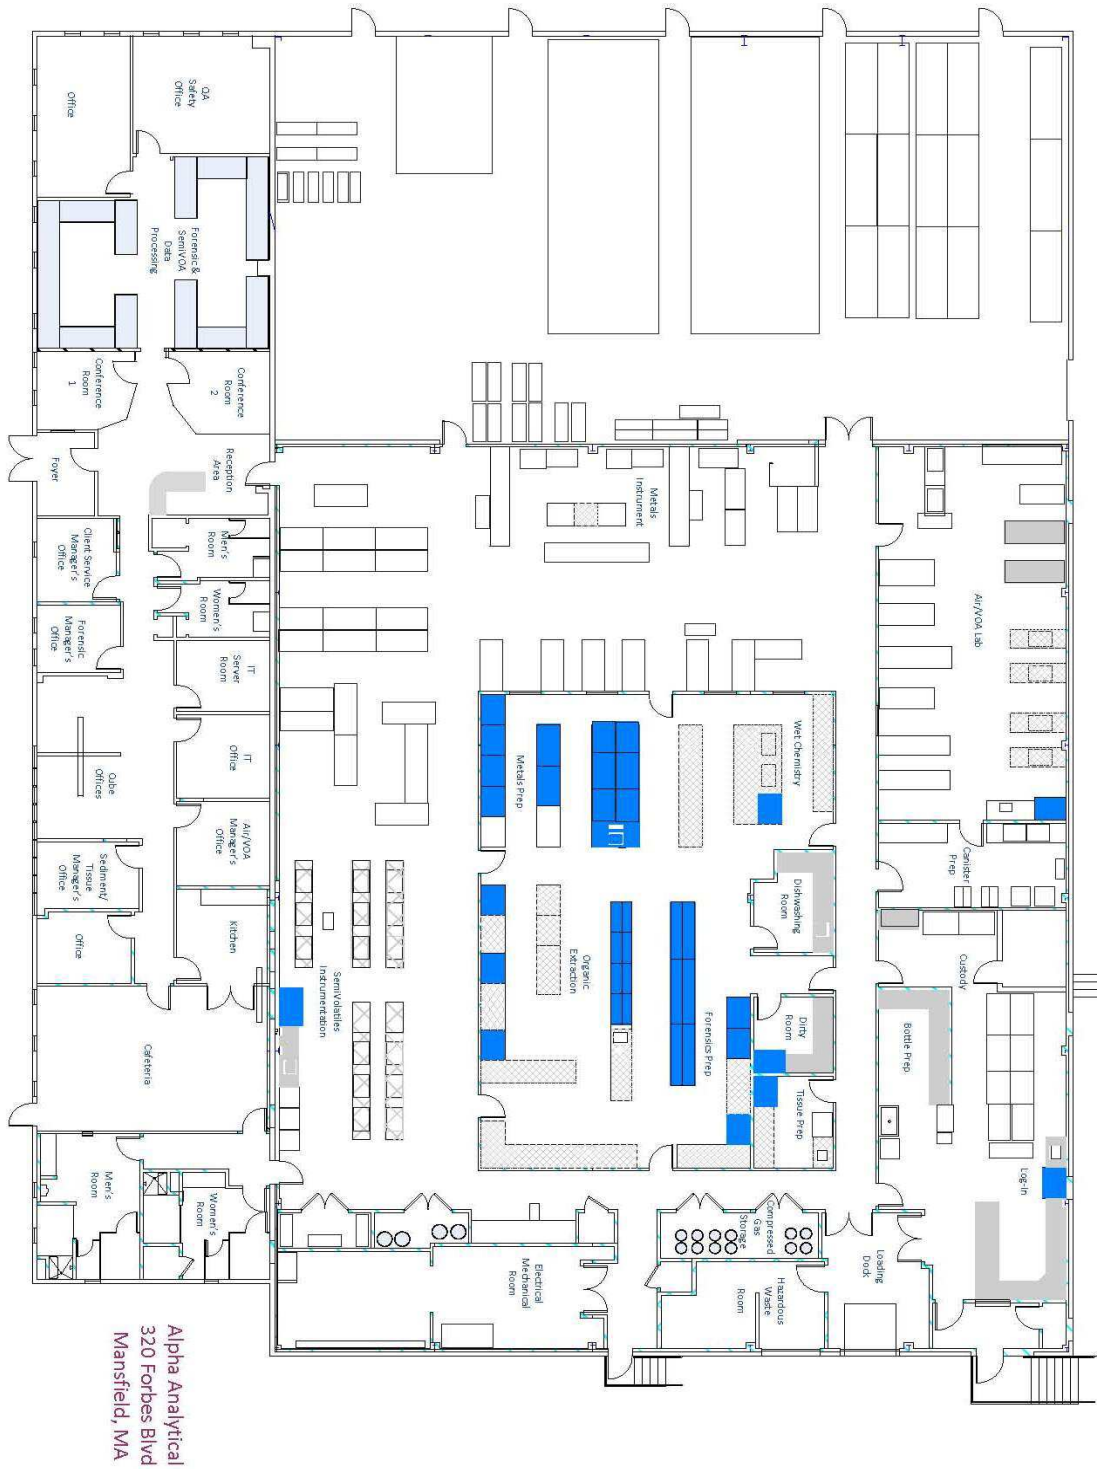 Office
QA
Safety
Office
Forensic &
SemiVOA
Data
Processing
Conference
Room
1
Conference
Room
2
Foyer
Reception
Area
Client Service
Manager's
Office
Men's
Room
Women's
Room
Forensic
Manager's
Office
IT
Server
Room
Cube
Offices
IT
Office
Air/VOA
Manager's
Office
Sediment/
Tissue
Manager's
Office
Office
Kitchen
Cafeteria
Men's
Room
Women's
Room
Metals
Instrument
SemiVolatiles
Instrumentation
Metals Prep
Wet Chemistry
Organic
Extraction
Dishwashing
Room
Forensics Prep
Dirty
Room
Tissue Prep
Air/VOA Lab
Canister
Prep
Custody
Bottle Prep
Log-In
Loading
Dock
Compressed
Gas
Storage
Hazardous
Waste
Room
Electrical
Mechanical
Room
Alpha Analytical
320 Forbes Blvd
Mansfield, MA